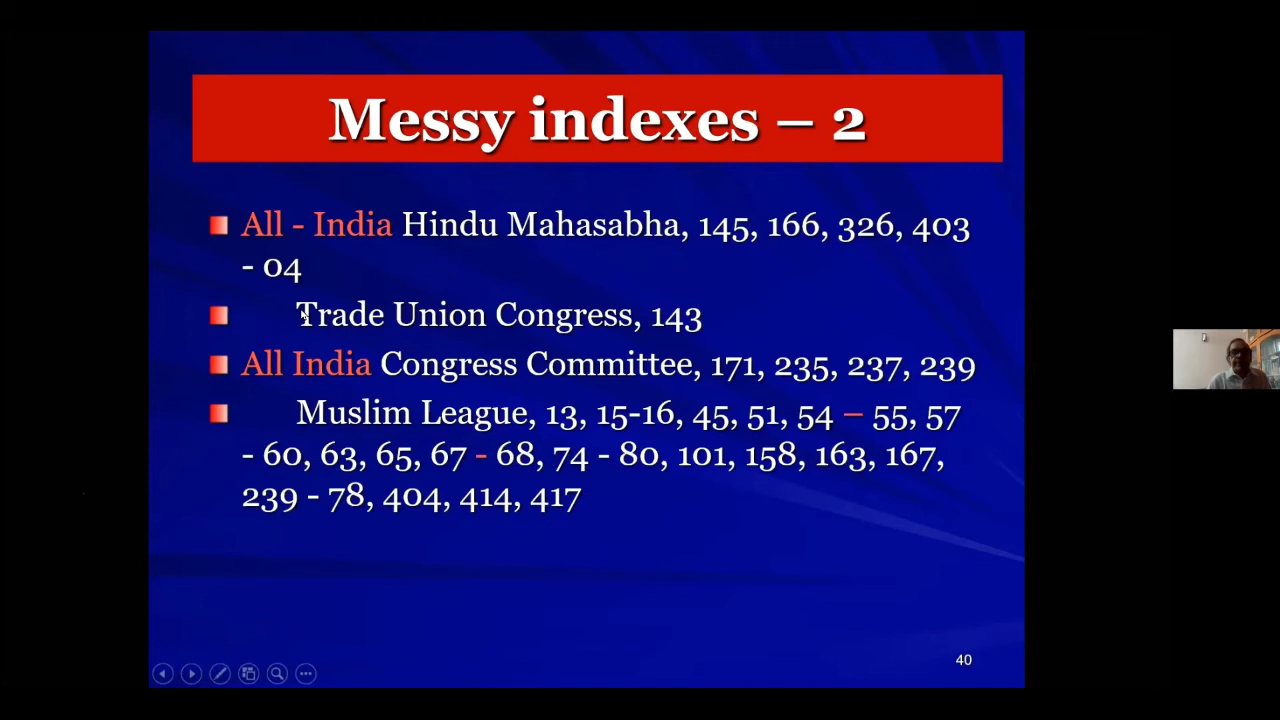 Messy indexes – 2
All - India Hindu Mahasabha, 145, 166, 326, 403
- 04
Trade Union Congress, 143
All India Congress Committee, 171, 235, 237, 239
Muslim League, 13, 15-16, 45, 51, 54 – 55, 57
- 60, 63, 65, 67 - 68, 74 - 80, 101, 158, 163, 167,
239 - 78, 404, 414, 417
40